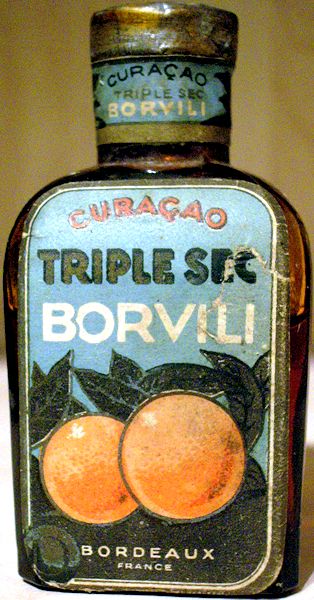 CURAÇAO
TRIPLE SEC
BORVILI
CURAÇAO
TRIPLE SEC
BORVILI
BORDEAUX
FRANCE